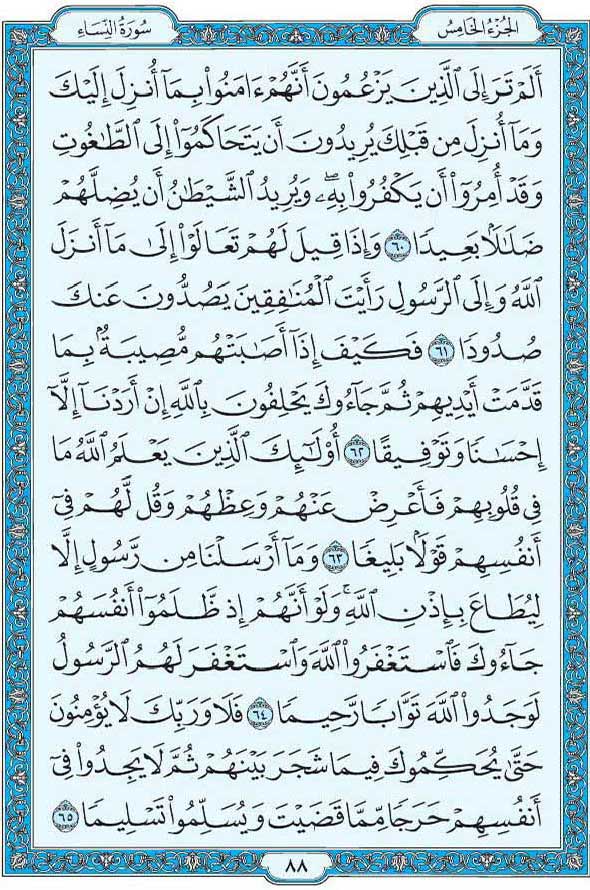 الجُزْءُ الخَامِسُ
سُورَةُ النِّسَاءِ
أَلَمْ تَرَ إِلَى ٱلَّذِينَ يَزْعُمُونَ أَنَّهُمْ ءَامَنُوا۟ بِمَآ أُنزِلَ إِلَيْكَ
وَمَآ أُنزِلَ مِن قَبْلِكَ يُرِيدُونَ أَن يَتَحَاكَمُوٓا۟ إِلَى ٱلطَّـٰغُوتِ
وَقَدْ أُمِرُوٓا۟ أَن يَكْفُرُوا۟ بِهِۦۖ وَيُرِيدُ ٱلشَّيْطَـٰنُ أَن يُضِلَّهُمْ
ضَلَـٰلًۢا بَعِيدًا ٦٠ وَإِذَا قِيلَ لَهُمْ تَعَالَوْا۟ إِلَىٰ مَآ أَنزَلَ
ٱللَّهُ وَإِلَى ٱلرَّسُولِ رَأَيْتَ ٱلْمُنَـٰفِقِينَ يَصُدُّونَ عَنكَ
صُدُودًا ٦١ فَكَيْفَ إِذَآ أَصَـٰبَتْهُم مُّصِيبَةٌۢ بِمَا
قَدَّمَتْ أَيْدِيهِمْ ثُمَّ جَآءُوكَ يَحْلِفُونَ بِٱللَّهِ إِنْ أَرَدْنَآ إِلَّآ
إِحْسَـٰنًا وَتَوْفِيقًا ٦٢ أُو۟لَـٰٓئِكَ ٱلَّذِينَ يَعْلَمُ ٱللَّهُ مَا
فِى قُلُوبِهِمْ فَأَعْرِضْ عَنْهُمْ وَعِظْهُمْ وَقُل لَّهُمْ فِىٓ
أَنفُسِهِمْ قَوْلًۢا بَلِيغًا ٦٣ وَمَآ أَرْسَلْنَا مِن رَّسُولٍ إِلَّا
لِيُطَاعَ بِإِذْنِ ٱللَّهِۚ وَلَوْ أَنَّهُمْ إِذ ظَّلَمُوٓا۟ أَنفُسَهُمْ
جَآءُوكَ فَٱسْتَغْفَرُوا۟ ٱللَّهَ وَٱسْتَغْفَرَ لَهُمُ ٱلرَّسُولُ
لَوَجَدُوا۟ ٱللَّهَ تَوَّابًا رَّحِيمًا ٦٤ فَلَا وَرَبِّكَ لَا يُؤْمِنُونَ
حَتَّىٰ يُحَكِّمُوكَ فِيمَا شَجَرَ بَيْنَهُمْ ثُمَّ لَا يَجِدُوا۟ فِىٓ
أَنفُسِهِمْ حَرَجًا مِّمَّا قَضَيْتَ وَيُسَلِّمُوا۟ تَسْلِيمًا ٦٥
٨٨